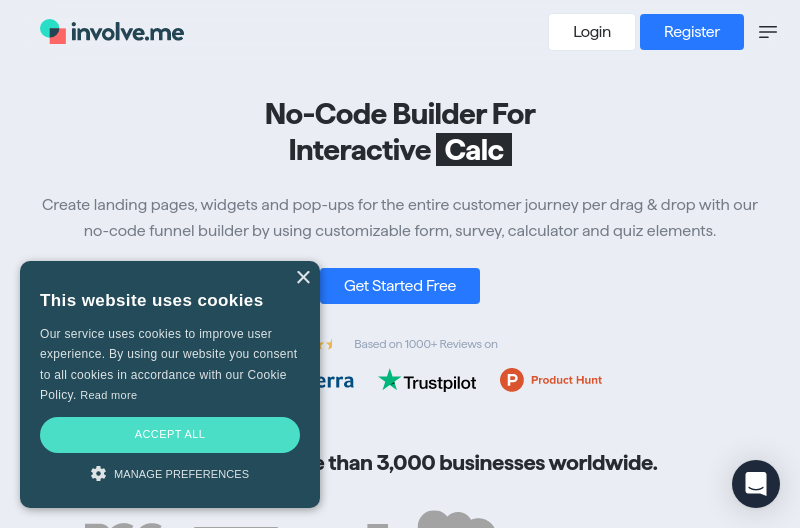 involve.me
Login
Register
No-Code Builder For
Interactive Calc
Create landing pages, widgets and pop-ups for the entire customer journey per drag & drop with our
no-code funnel builder by using customizable form, survey, calculator and quiz elements.
Get Started Free
Based on 1000+ Reviews on
Trustpilot
P Product Hunt
than 3,000 businesses worldwide.
×
This website uses cookies
Our service uses cookies to improve user
experience. By using our website you consent
to all cookies in accordance with our Cookie
Policy. Read more
ACCEPT ALL
MANAGE PREFERENCES